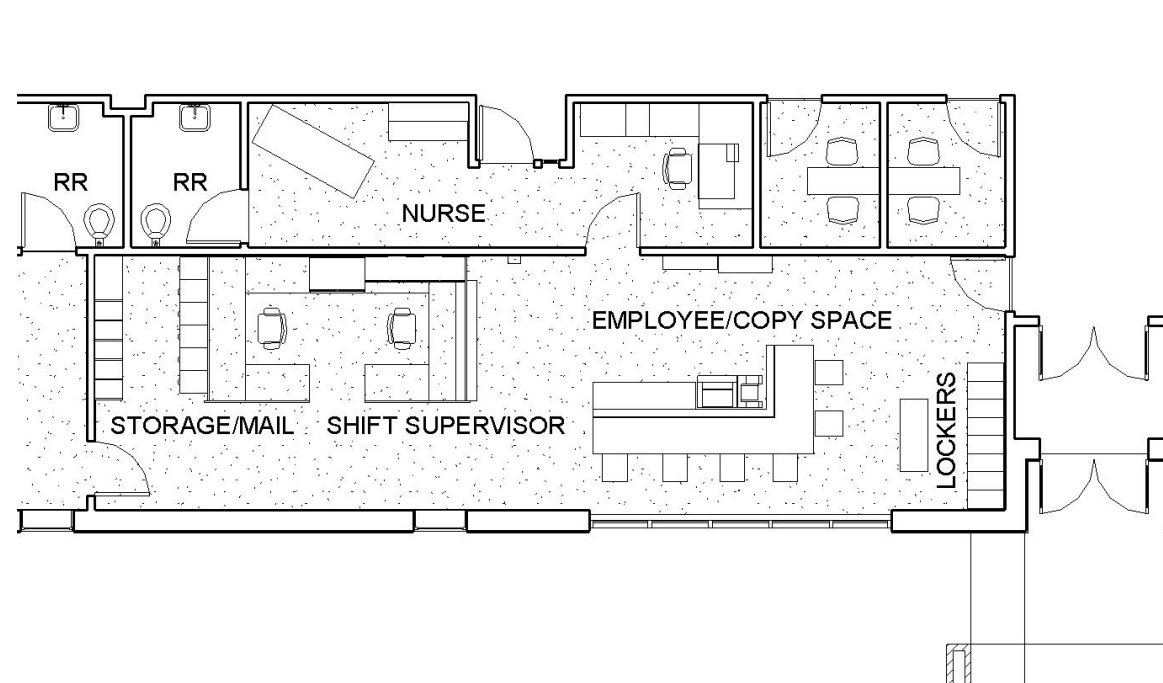 RR
RR
NURSE
EMPLOYEE/COPY SPACE
STORAGE/MAIL
SHIFT SUPERVISOR
LOCKERS